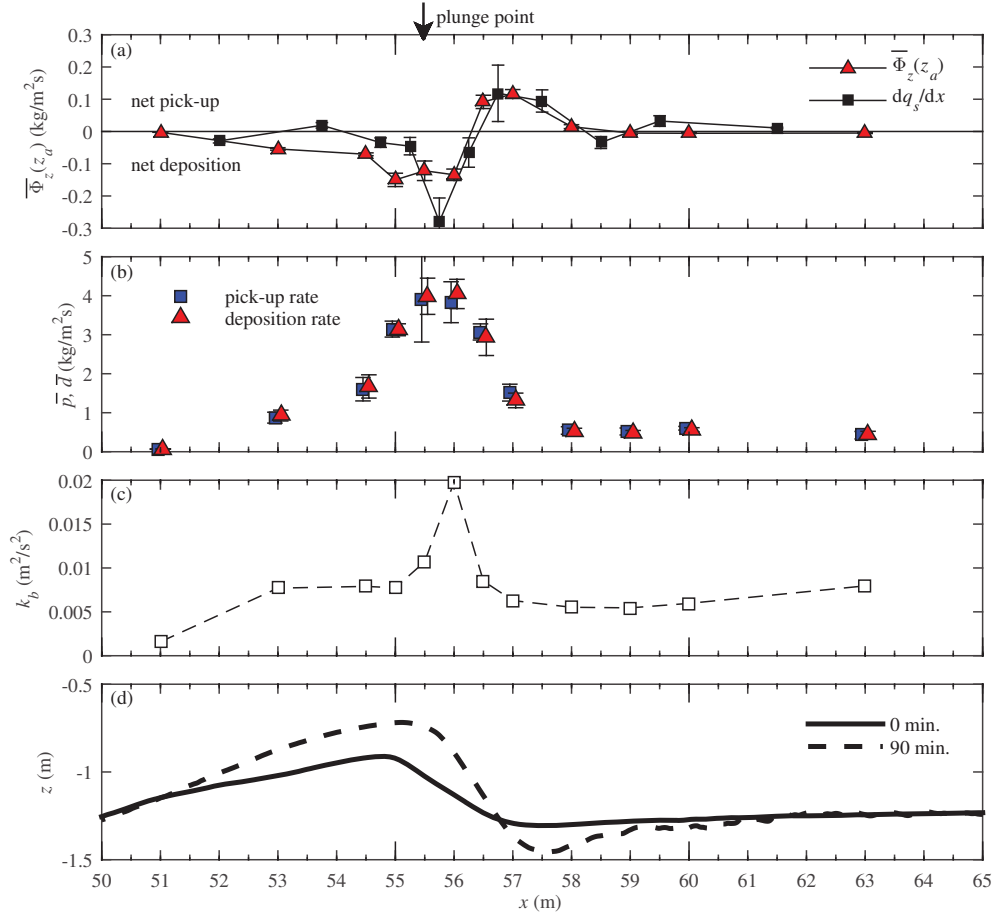 plunge point
0.3
(a)
Φ̅z(za)
dqs/dx
0.2
0.1
net pick-up
0
net deposition
-0.1
-0.2
-0.3
Φ̅z(za) (kg/m²s)
5
(b)
4
pick-up rate
deposition rate
3
2
1
0
p̅, d̅ (kg/m²s)
0.02
(c)
0.015
0.01
0.005
0
kb (m²/s²)
-0.5
(d)
0 min.
90 min.
-1
-1.5
z (m)
50 51 52 53 54 55 56 57 58 59 60 61 62 63 64 65
x (m)